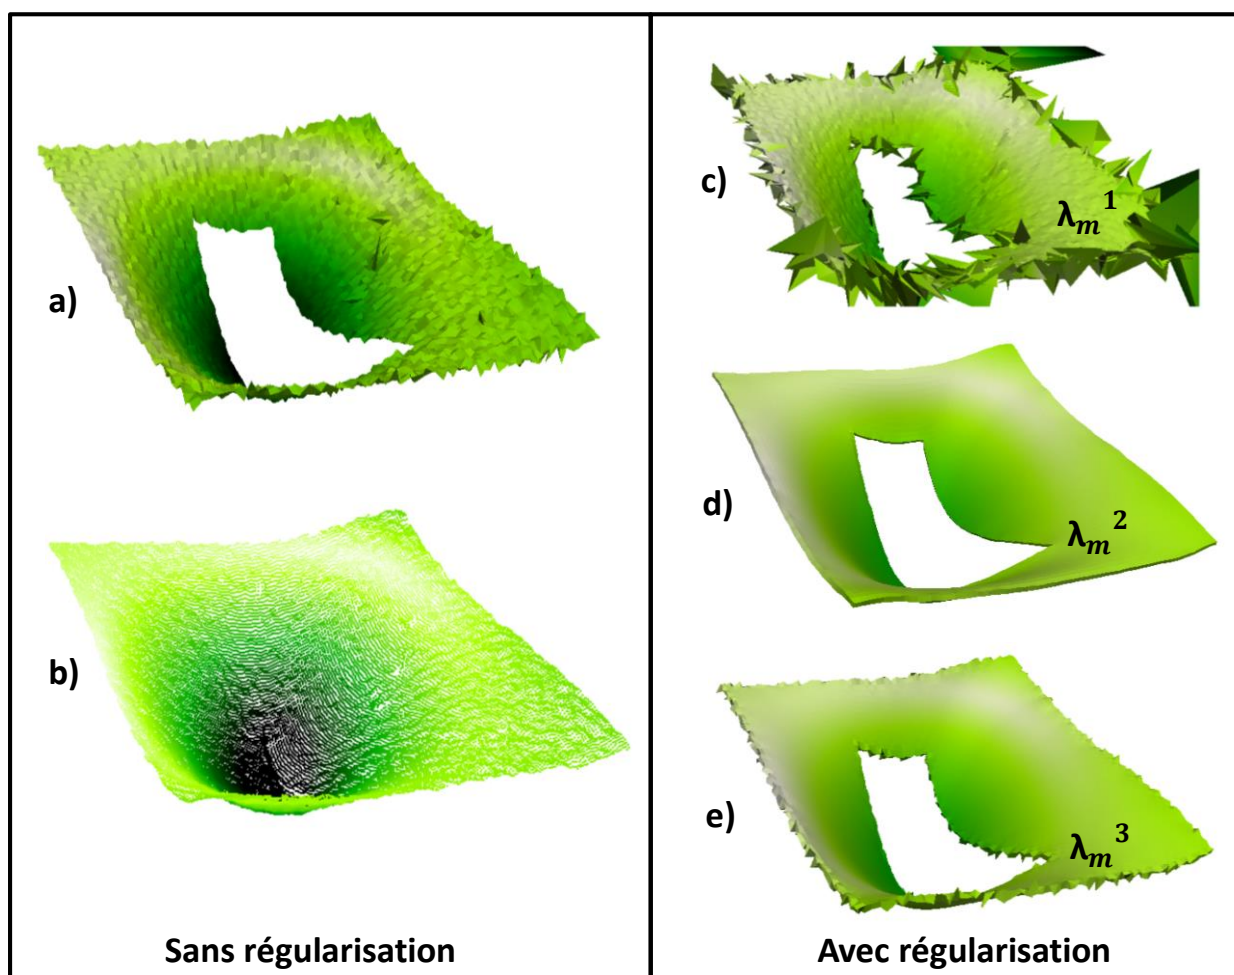 a)
b)
Sans régularisation
c)
λₘ¹
d)
λₘ²
e)
λₘ³
Avec régularisation